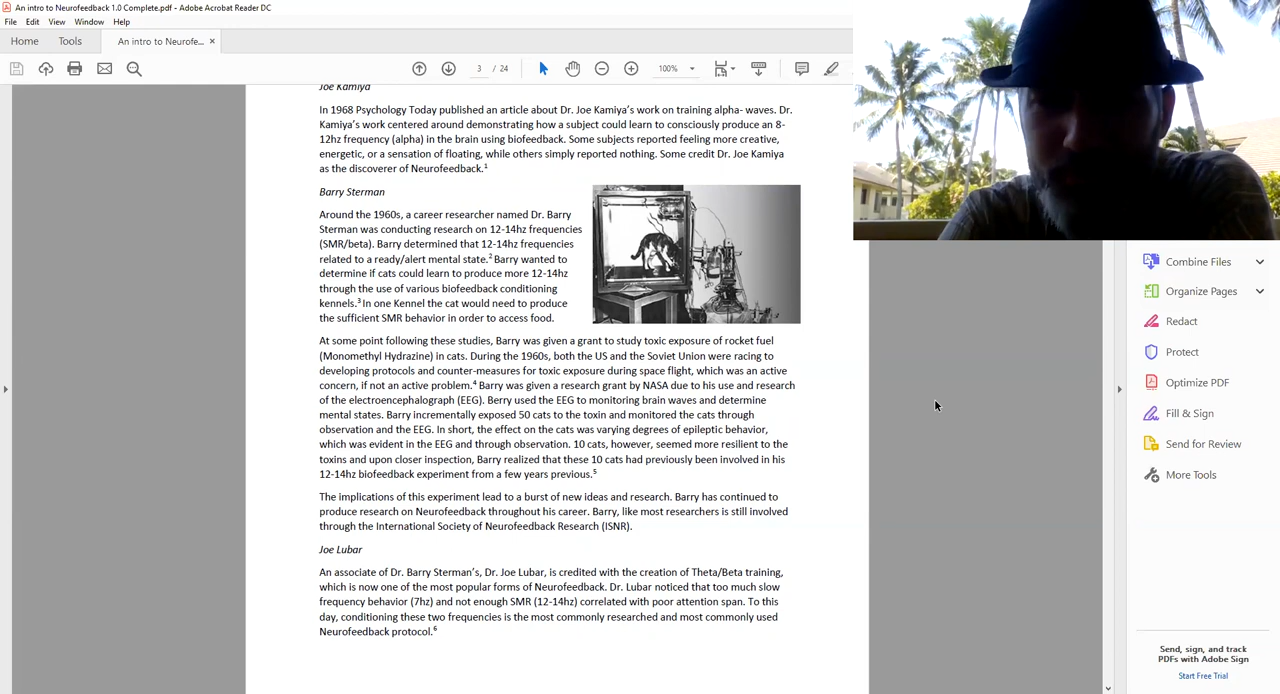 An intro to Neurofeedback 1.0 Complete.pdf - Adobe Acrobat Reader DC
File Edit View Window Help
Home Tools An intro to Neurofe... ×
3 / 24 100%
Joe Kamiya
In 1968 Psychology Today published an article about Dr. Joe Kamiya's work on training alpha- waves. Dr.
Kamiya's work centered around demonstrating how a subject could learn to consciously produce an 8-
12hz frequency (alpha) in the brain using biofeedback. Some subjects reported feeling more creative,
energetic, or a sensation of floating, while others simply reported nothing. Some credit Dr. Joe Kamiya
as the discoverer of Neurofeedback.1
Barry Sterman
Around the 1960s, a career researcher named Dr. Barry
Sterman was conducting research on 12-14hz frequencies
(SMR/beta). Barry determined that 12-14hz frequencies
related to a ready/alert mental state.2 Barry wanted to
determine if cats could learn to produce more 12-14hz
through the use of various biofeedback conditioning
kennels.3 In one Kennel the cat would need to produce
the sufficient SMR behavior in order to access food.
At some point following these studies, Barry was given a grant to study toxic exposure of rocket fuel
(Monomethyl Hydrazine) in cats. During the 1960s, both the US and the Soviet Union were racing to
developing protocols and counter-measures for toxic exposure during space flight, which was an active
concern, if not an active problem.4 Barry was given a research grant by NASA due to his use and research
of the electroencephalograph (EEG). Berry used the EEG to monitoring brain waves and determine
mental states. Barry incrementally exposed 50 cats to the toxin and monitored the cats through
observation and the EEG. In short, the effect on the cats was varying degrees of epileptic behavior,
which was evident in the EEG and through observation. 10 cats, however, seemed more resilient to the
toxins and upon closer inspection, Barry realized that these 10 cats had previously been involved in his
12-14hz biofeedback experiment from a few years previous.5
The implications of this experiment lead to a burst of new ideas and research. Barry has continued to
produce research on Neurofeedback throughout his career. Barry, like most researchers is still involved
through the International Society of Neurofeedback Research (ISNR).
Joe Lubar
An associate of Dr. Barry Sterman's, Dr. Joe Lubar, is credited with the creation of Theta/Beta training,
which is now one of the most popular forms of Neurofeedback. Dr. Lubar noticed that too much slow
frequency behavior (7hz) and not enough SMR (12-14hz) correlated with poor attention span. To this
day, conditioning these two frequencies is the most commonly researched and most commonly used
Neurofeedback protocol.6
Combine Files
Organize Pages
Redact
Protect
Optimize PDF
Fill & Sign
Send for Review
More Tools
Send, sign, and track
PDFs with Adobe Sign
Start Free Trial